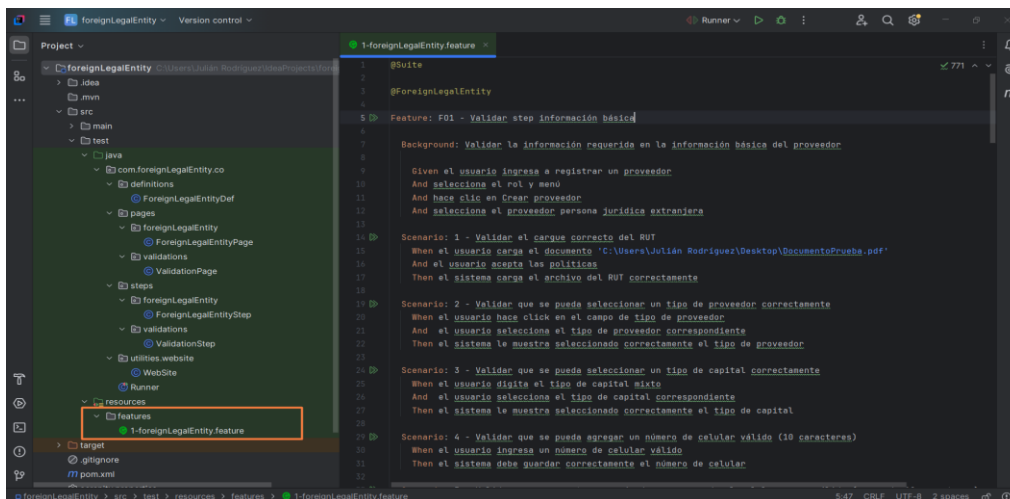 FL foreignLegalEntity Version control Runner
Project
1-foreignLegalEntity.feature
foreignLegalEntity C:\Users\Julián Rodriguez\IdeaProjects\forei
.idea
.mvn
src
main
test
java
com.foreignLegalEntity.co
definitions
ForeignLegalEntityDef
pages
foreignLegalEntity
ForeignLegalEntityPage
validations
ValidationPage
steps
foreignLegalEntity
ForeignLegalEntityStep
validations
ValidationStep
utilities.website
WebSite
Runner
resources
features
1-foreignLegalEntity.feature
target
.gitignore
pom.xml
771
1 @Suite
2
3 @ForeignLegalEntity
4
5 Feature: F01 - Validar step información básica
6
7 Background: Validar la información requerida en la información básica del proveedor
8
9 Given el usuario ingresa a registrar un proveedor
10 And selecciona el rol y menú
11 And hace clic en Crear proveedor
12 And selecciona el proveedor persona jurídica extranjera
13
14 Scenario: 1 - Validar el cargue correcto del RUT
15 When el usuario carga el documento 'C:\Users\Julián Rodriguez\Desktop\DocumentoPrueba.pdf'
16 And el usuario acepta las políticas
17 Then el sistema carga el archivo del RUT correctamente
18
19 Scenario: 2 - Validar que se pueda seleccionar un tipo de proveedor correctamente
20 When el usuario hace click en el campo de tipo de proveedor
21 And el usuario selecciona el tipo de proveedor correspondiente
22 Then el sistema le muestra seleccionado correctamente el tipo de proveedor
23
24 Scenario: 3 - Validar que se pueda seleccionar un tipo de capital correctamente
25 When el usuario digita el tipo de capital mixto
26 And el usuario selecciona el tipo de capital correspondiente
27 Then el sistema le muestra seleccionado correctamente el tipo de capital
28
29 Scenario: 4 - Validar que se pueda agregar un número de celular válido (10 caracteres)
30 When el usuario ingresa un número de celular válido
31 Then el sistema debe guardar correctamente el número de celular
32
foreignLegalEntity > src > test > resources > features > 1-foreignLegalEntity.feature
5:47 CRLF UTF-8 2 spaces